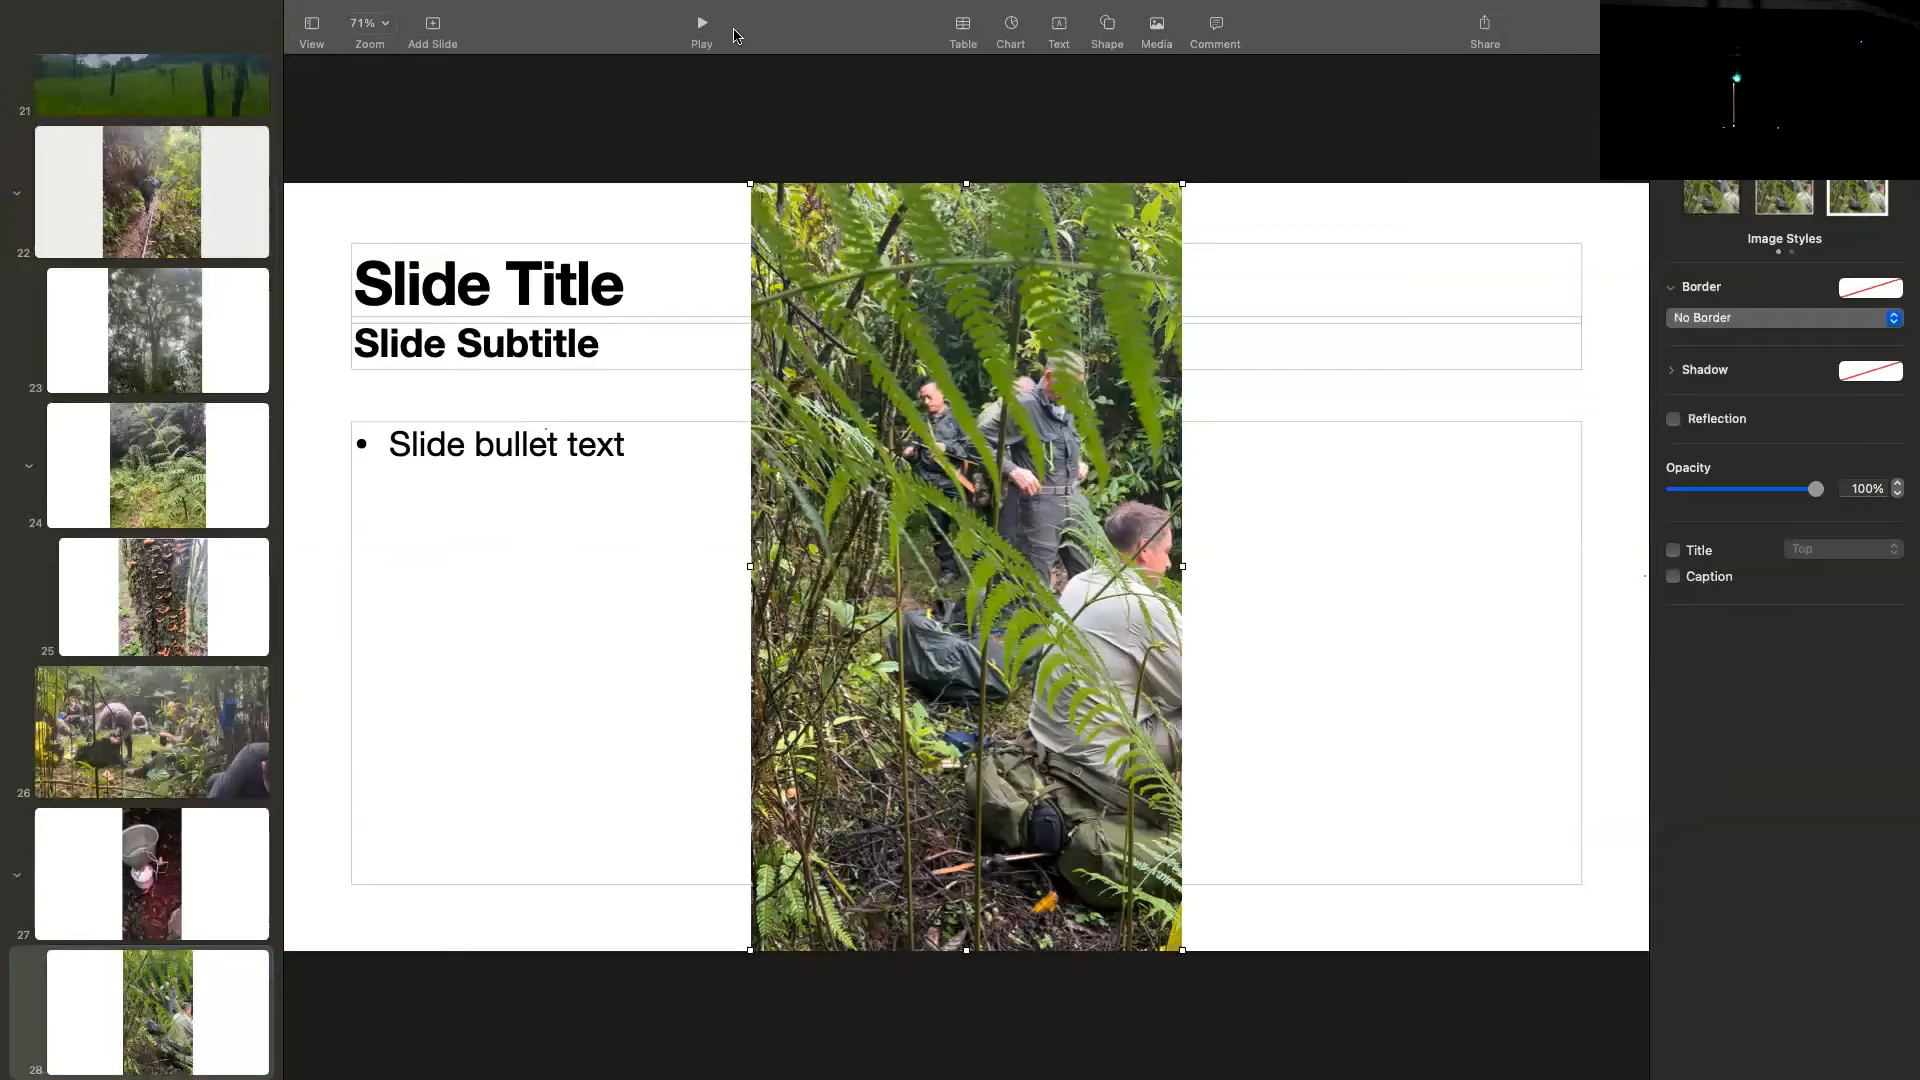 View
71%
Zoom
Add Slide
Play
Table
Chart
Text
Shape
Media
Comment
Share
21
22
23
24
25
26
27
28
Slide Title
Slide Subtitle
• Slide bullet text
Image Styles
Border
No Border
Shadow
Reflection
Opacity
100%
Title
Top
Caption